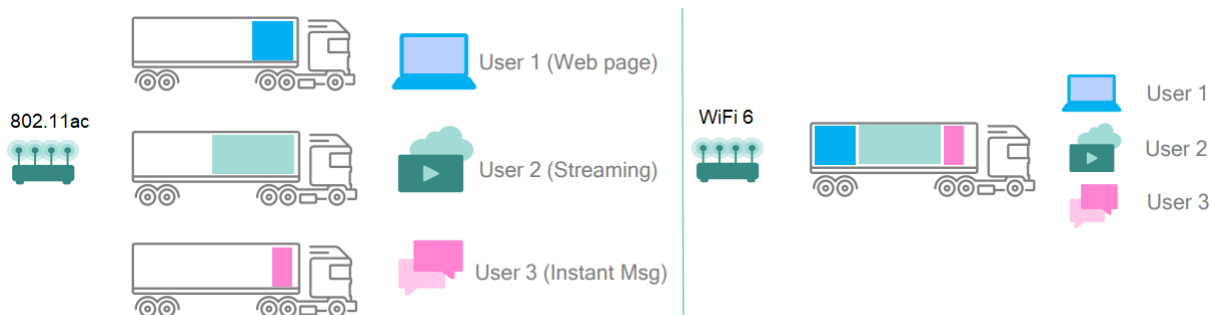 802.11ac
User 1 (Web page)
User 2 (Streaming)
User 3 (Instant Msg)
WiFi 6
User 1
User 2
User 3